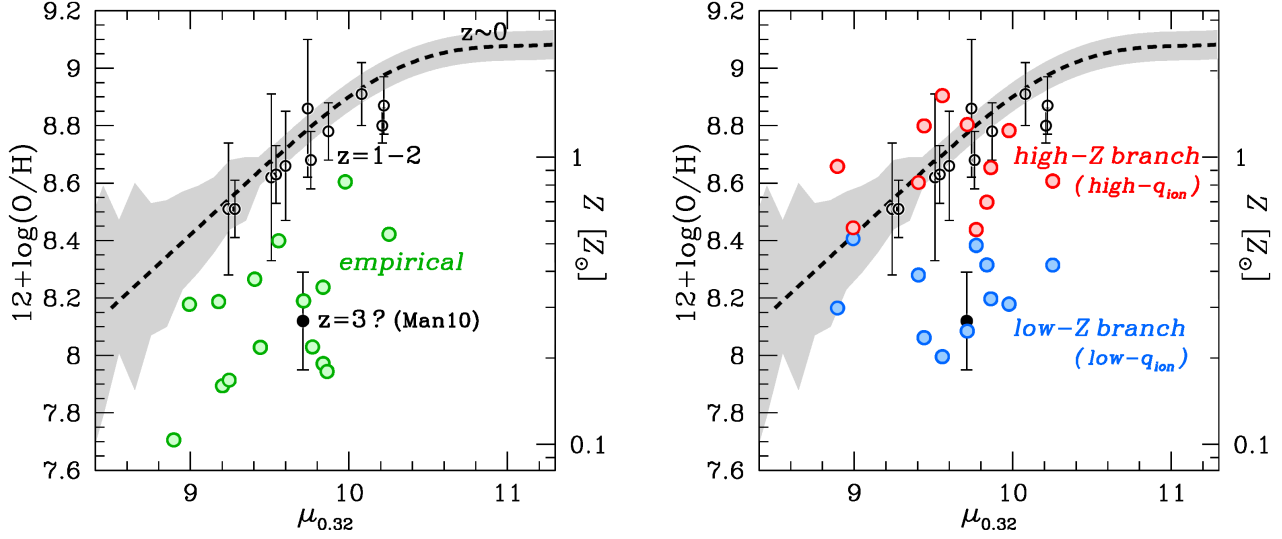 9.2
9
8.8
8.6
8.4
8.2
8
7.8
7.6
12+log(O/H)
z~0
z=1-2
empirical
z=3? (Man10)
9
10
11
μ0.32
1
0.1
Z [Z⊙]
9.2
9
8.8
8.6
8.4
8.2
8
7.8
7.6
12+log(O/H)
high-Z branch
(high-qion)
low-Z branch
(low-qion)
9
10
11
μ0.32
1
0.1
Z [Z⊙]